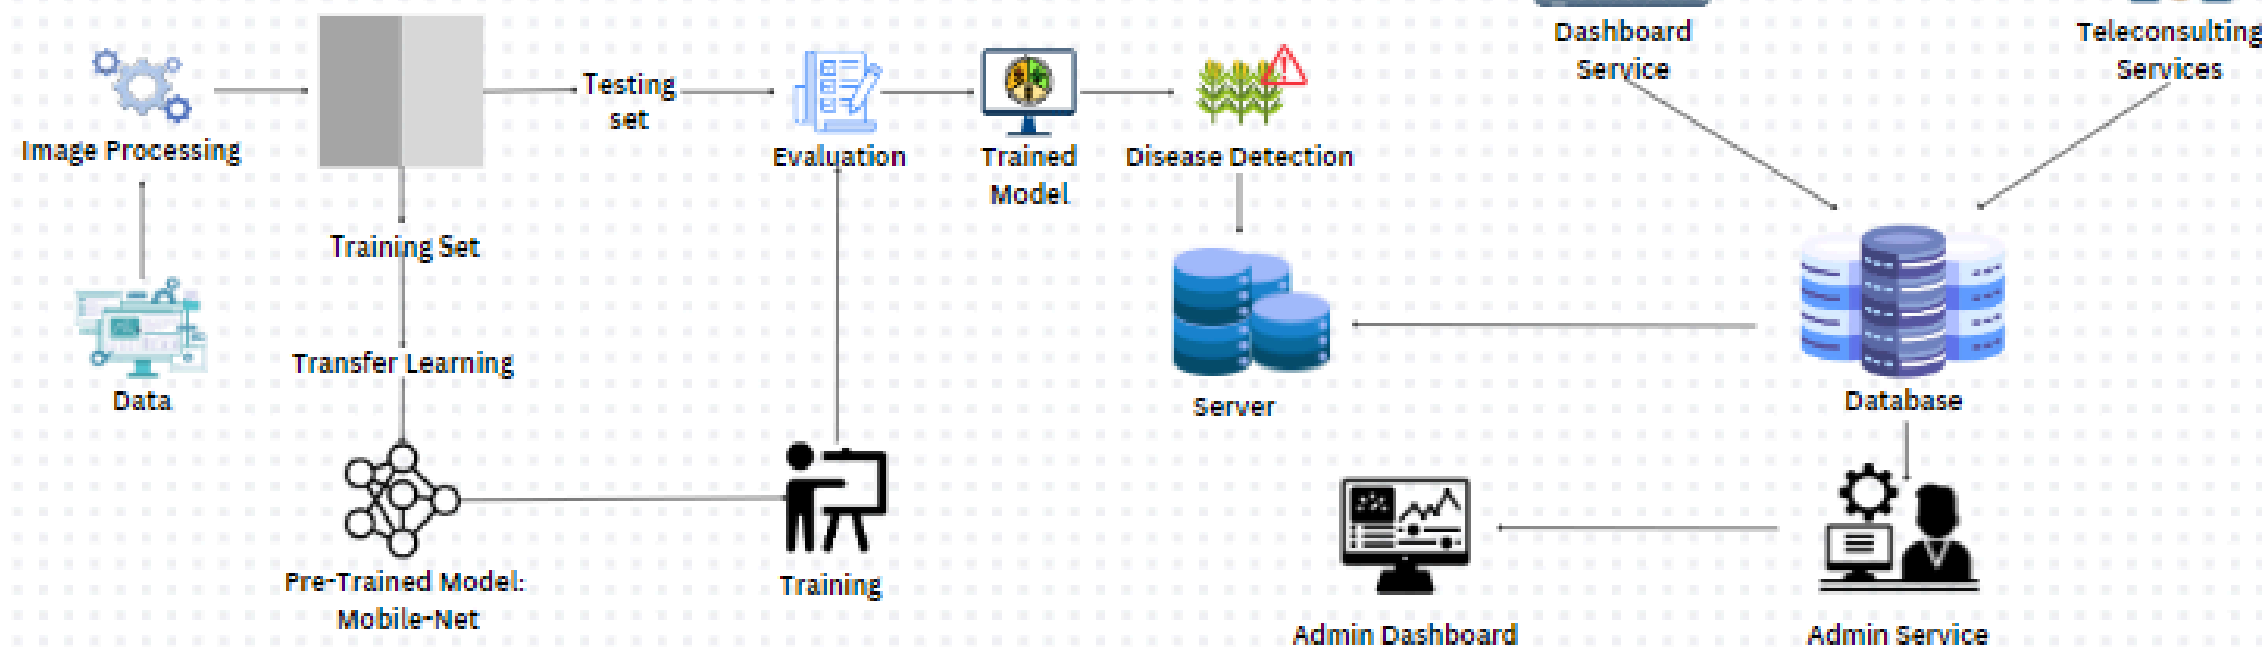 Dashboard
Service
Teleconsulting
Services
Testing
set
Image Processing
Evaluation
Trained
Model
Disease Detection
Training Set
Transfer Learning
Data
Server
Database
Pre-Trained Model:
Mobile-Net
Training
Admin Dashboard
Admin Service